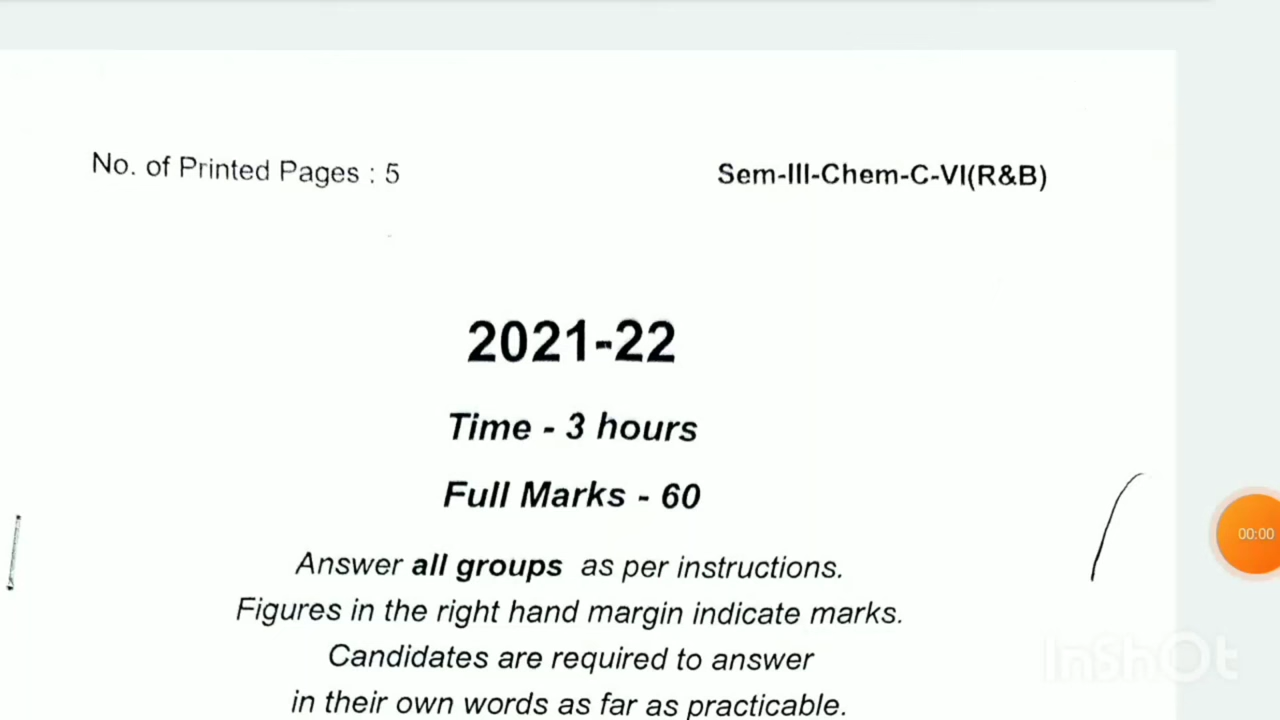 No. of Printed Pages : 5
Sem-III-Chem-C-VI(R&B)
2021-22
Time - 3 hours
Full Marks - 60
Answer all groups as per instructions.
00:00
Figures in the right hand margin indicate marks.
Candidates are required to answer
InShOt
in their own words as far as practicable.